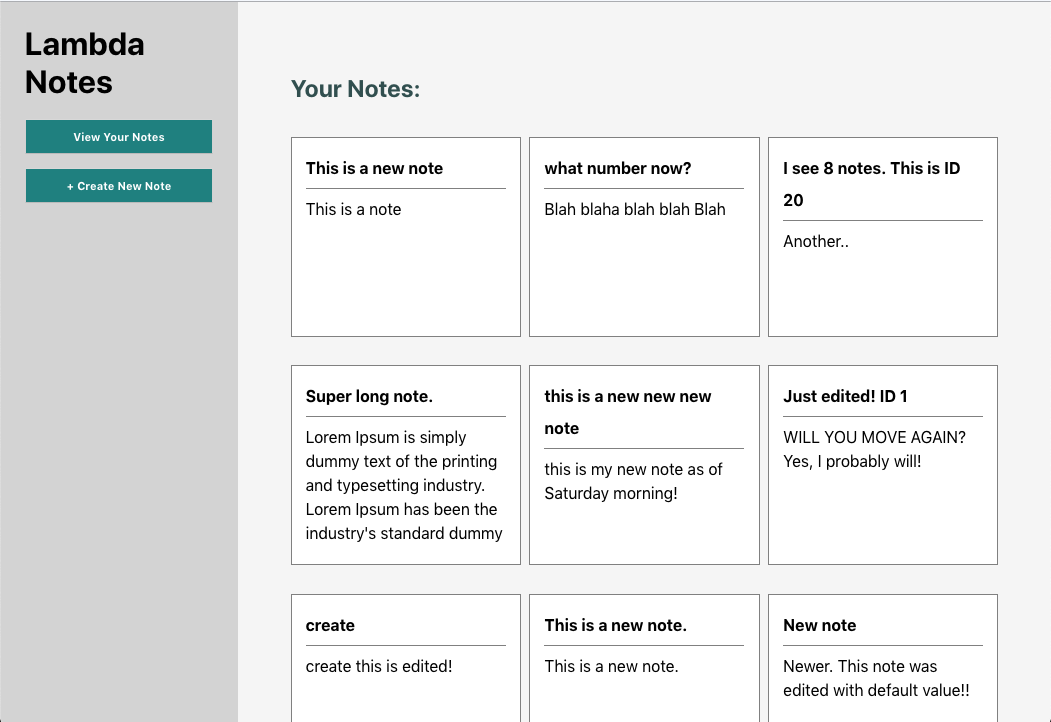 Lambda
Notes
View Your Notes
+ Create New Note
Your Notes:
This is a new note
This is a note
what number now?
Blah blaha blah blah Blah
I see 8 notes. This is ID
20
Another..
Super long note.
Lorem Ipsum is simply
dummy text of the printing
and typesetting industry.
Lorem Ipsum has been the
industry's standard dummy
this is a new new new
note
this is my new note as of
Saturday morning!
Just edited! ID 1
WILL YOU MOVE AGAIN?
Yes, I probably will!
create
create this is edited!
This is a new note.
This is a new note.
New note
Newer. This note was
edited with default value!!